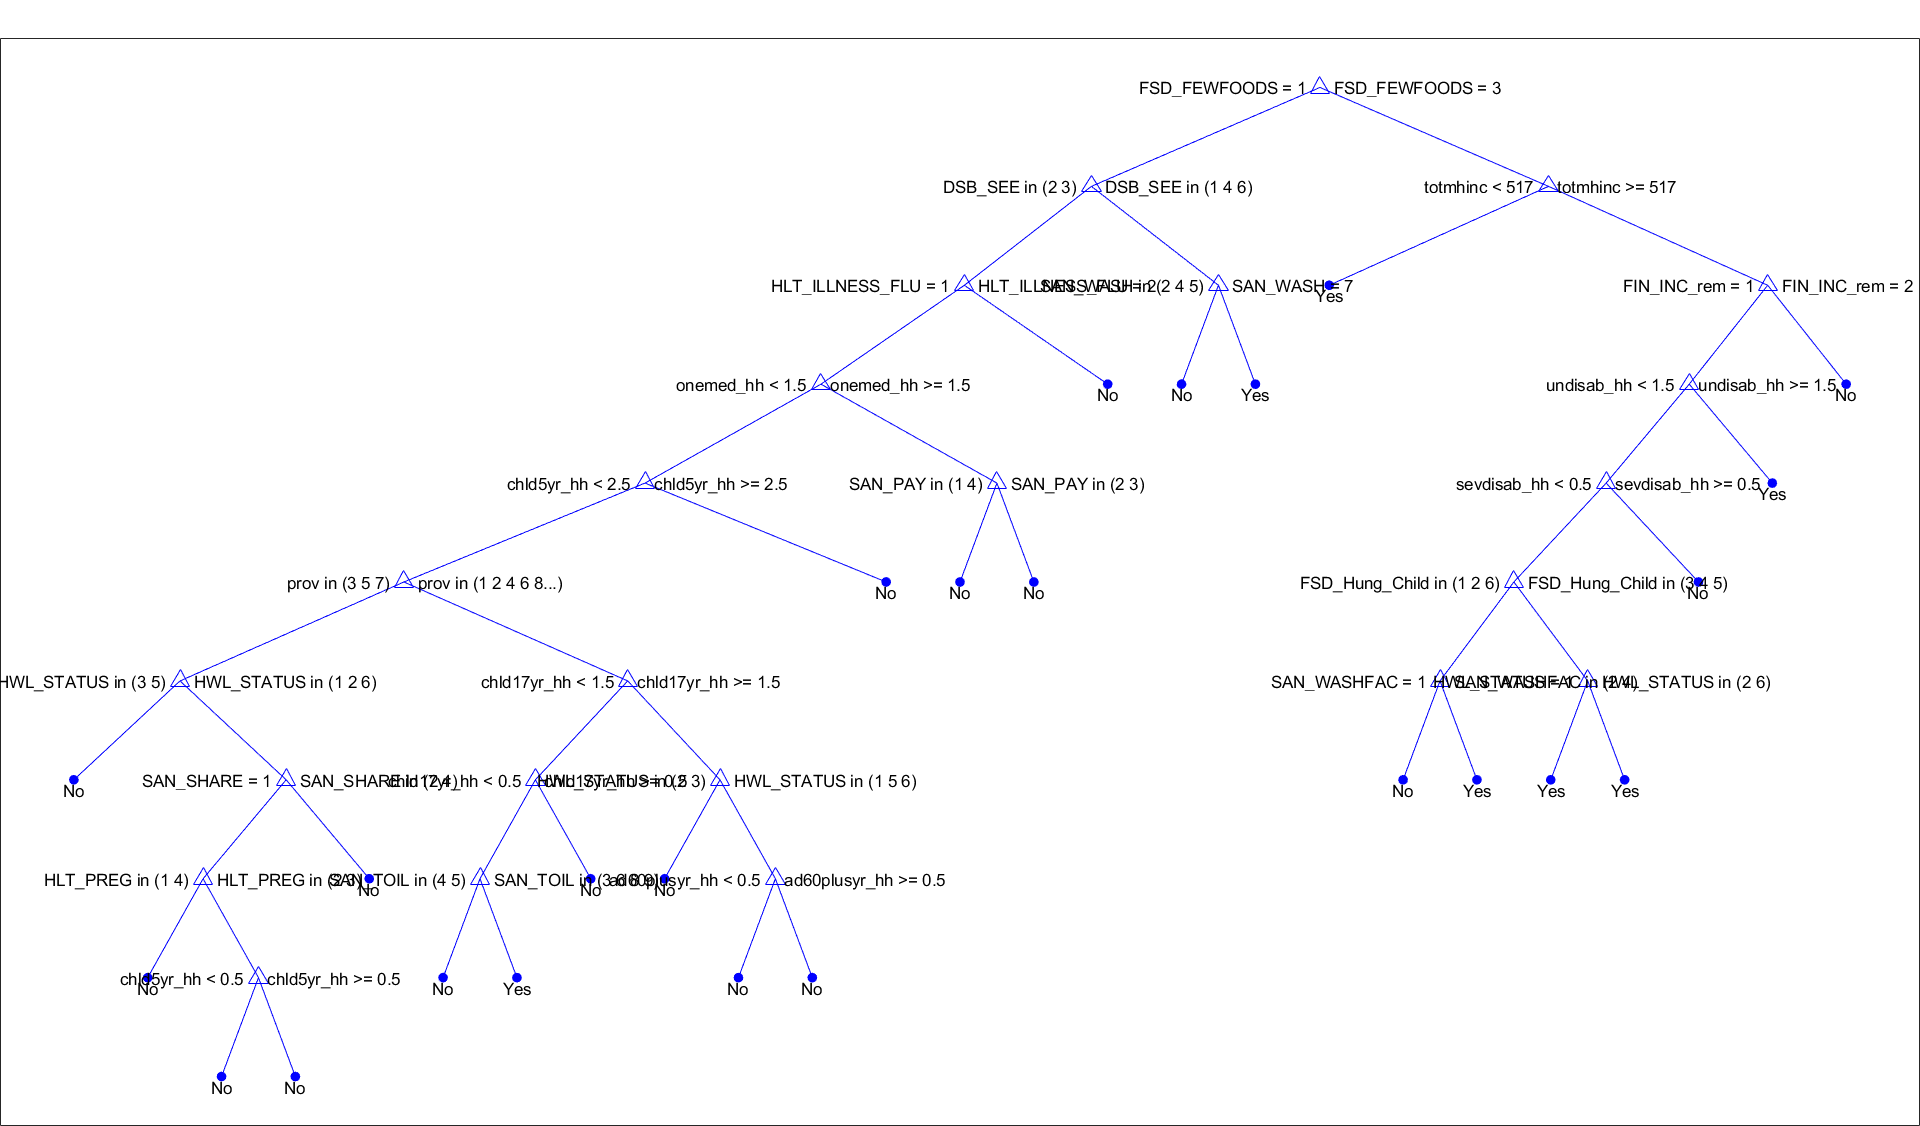 FSD_FEWFOODS = 1
FSD_FEWFOODS = 3
DSB_SEE in (2 3)
DSB_SEE in (1 4 6)
totmhinc < 517
totmhinc >= 517
HLT_ILLNESS_FLU = 1
HLT_ILLNESS_FLU = 2
SAN_WASH in (2 4 5)
SAN_WASH = 7
Yes
FIN_INC_rem = 1
FIN_INC_rem = 2
onemed_hh < 1.5
onemed_hh >= 1.5
No
No
Yes
undisab_hh < 1.5
undisab_hh >= 1.5
No
chld5yr_hh < 2.5
chld5yr_hh >= 2.5
SAN_PAY in (1 4)
SAN_PAY in (2 3)
sevdisab_hh < 0.5
sevdisab_hh >= 0.5
Yes
prov in (3 5 7)
prov in (1 2 4 6 8...)
No
No
No
FSD_Hung_Child in (1 2 6)
FSD_Hung_Child in (3 4 5)
No
HWL_STATUS in (3 5)
HWL_STATUS in (1 2 6)
chld17yr_hh < 1.5
chld17yr_hh >= 1.5
SAN_WASHFAC = 1
HWL_STATUS in
HWL_STATUS in (2 6)
No
SAN_SHARE = 1
SAN_SHARE in (2 4)
chld17yr_hh < 0.5
chld17yr_hh >= 0.5
HWL_STATUS in (2 3)
HWL_STATUS in (1 5 6)
No
Yes
Yes
Yes
HLT_PREG in (1 4)
HLT_PREG in (2 3)
No
SAN_TOIL in (4 5)
SAN_TOIL in (3 6
No
No
ad60plusyr_hh < 0.5
ad60plusyr_hh >= 0.5
No
chld5yr_hh < 0.5
chld5yr_hh >= 0.5
No
Yes
No
No
No
No